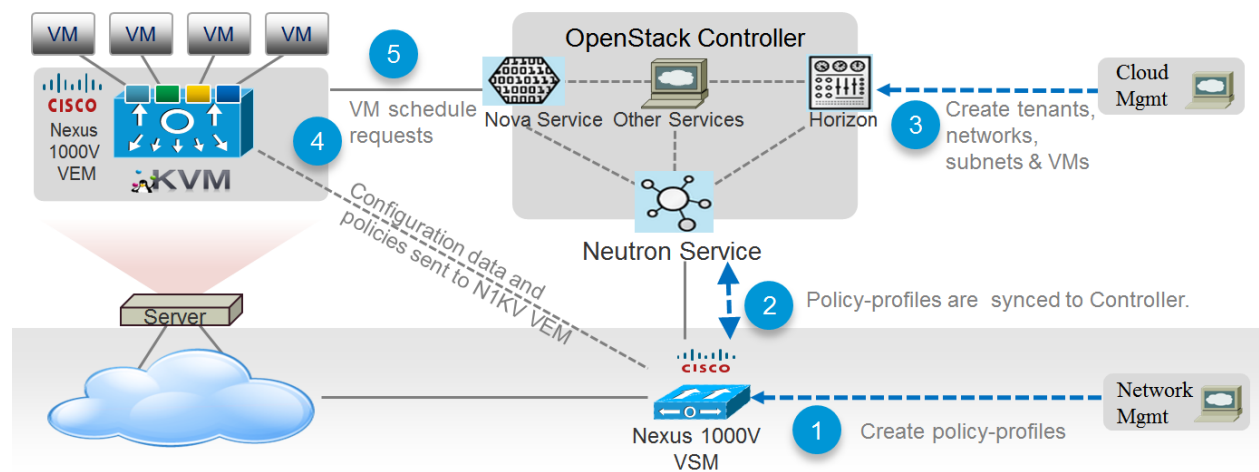 VM VM VM VM
CISCO
Nexus
1000V
VEM
KVM
4
5
VM schedule
requests
OpenStack Controller
Nova Service
Other Services
Horizon
Neutron Service
3
Create tenants,
networks,
subnets & VMs
Cloud
Mgmt
Configuration data and
policies sent to N1KV VEM
2
Policy-profiles are synced to Controller.
Server
CISCO
Nexus 1000V
VSM
1
Create policy-profiles
Network
Mgmt